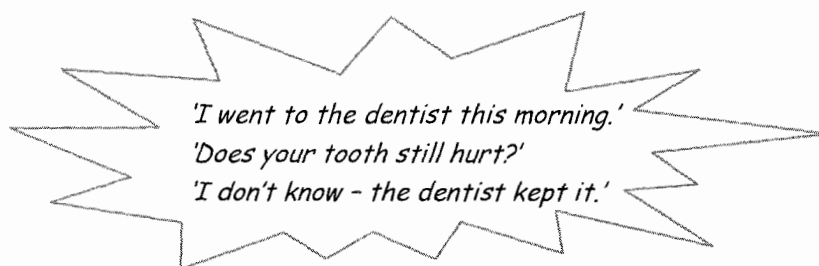 'I went to the dentist this morning.'
'Does your tooth still hurt?'
'I don't know – the dentist kept it.'